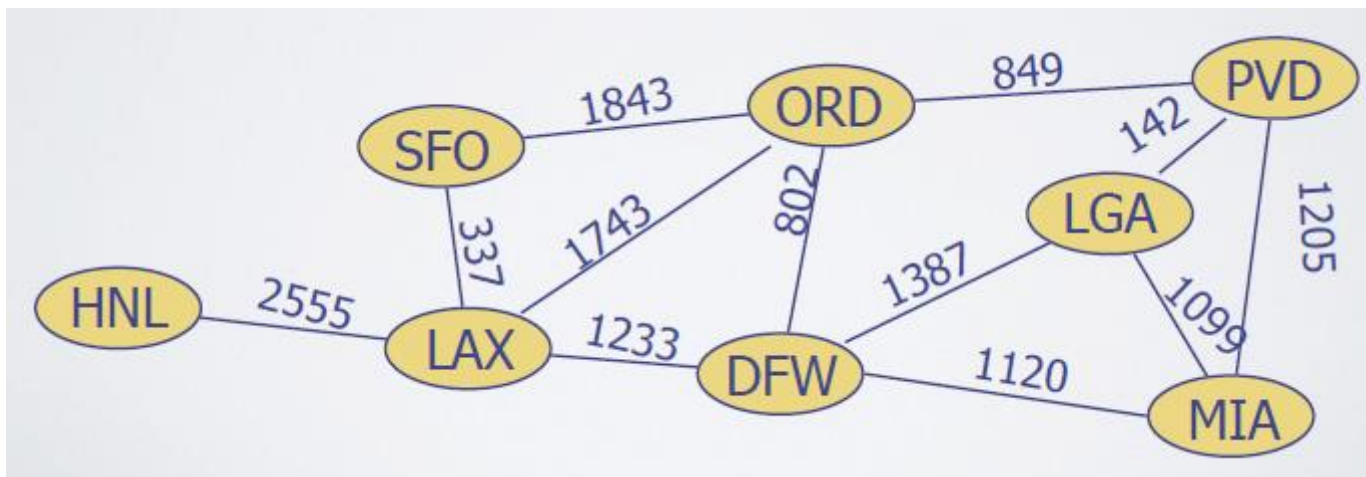 PVD
849
ORD
1843
142
SFO
802
LGA
1205
1743
337
1387
HNL
2555
1099
LAX
1233
DFW
1120
MIA